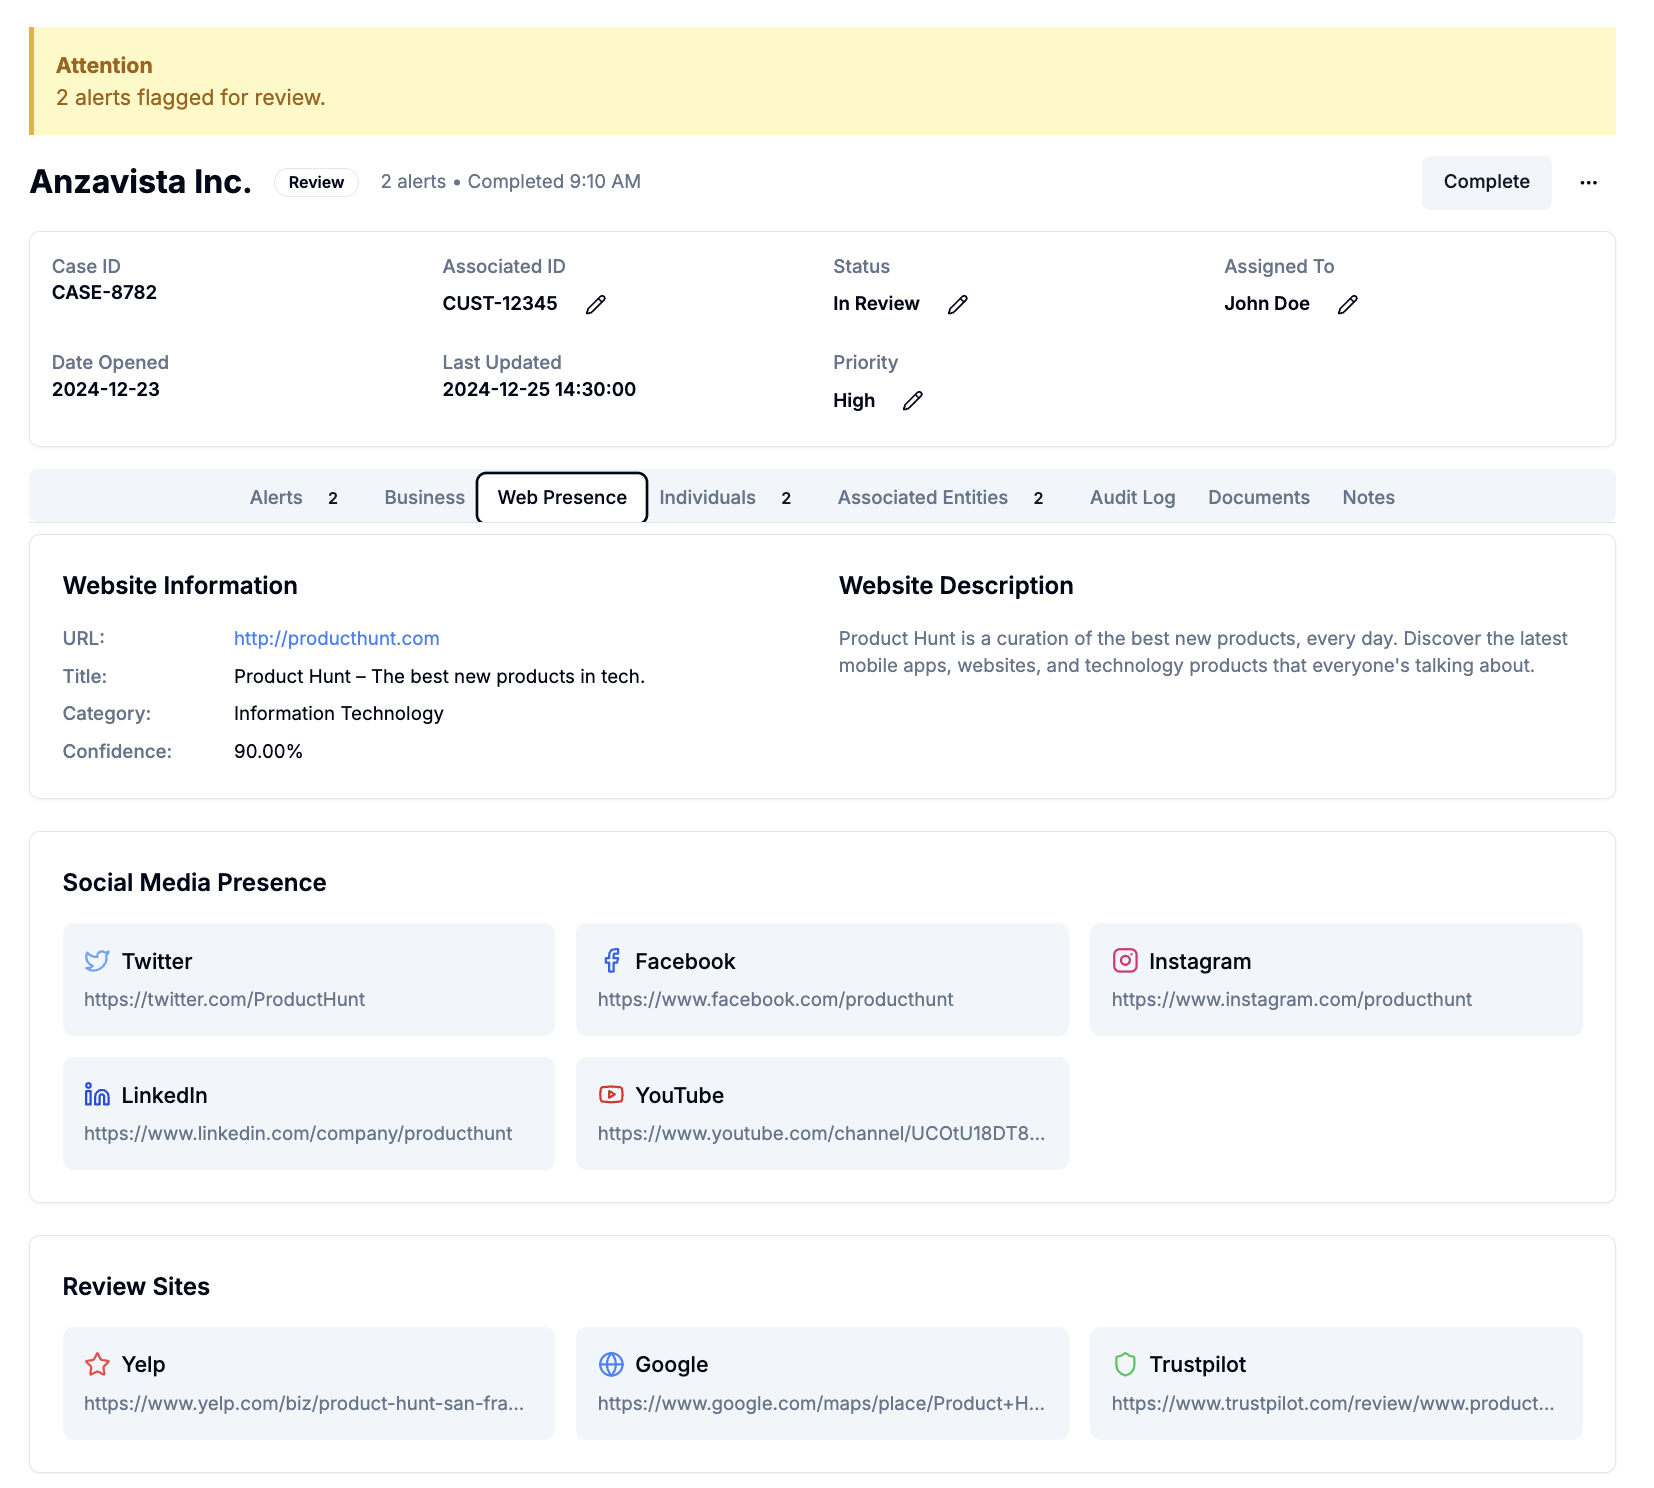 Attention
2 alerts flagged for review.
Anzavista Inc. Review 2 alerts • Completed 9:10 AM Complete ...
Case ID Associated ID Status Assigned To
CASE-8782 CUST-12345 In Review John Doe
Date Opened Last Updated Priority
2024-12-23 2024-12-25 14:30:00 High
Alerts 2 Business Web Presence Individuals 2 Associated Entities 2 Audit Log Documents Notes
Website Information
URL: http://producthunt.com
Title: Product Hunt – The best new products in tech.
Category: Information Technology
Confidence: 90.00%
Website Description
Product Hunt is a curation of the best new products, every day. Discover the latest
mobile apps, websites, and technology products that everyone's talking about.
Social Media Presence
Twitter
https://twitter.com/ProductHunt
Facebook
https://www.facebook.com/producthunt
Instagram
https://www.instagram.com/producthunt
LinkedIn
https://www.linkedin.com/company/producthunt
YouTube
https://www.youtube.com/channel/UCOtU18DT8...
Review Sites
Yelp
https://www.yelp.com/biz/product-hunt-san-fra...
Google
https://www.google.com/maps/place/Product+H...
Trustpilot
https://www.trustpilot.com/review/www.product...